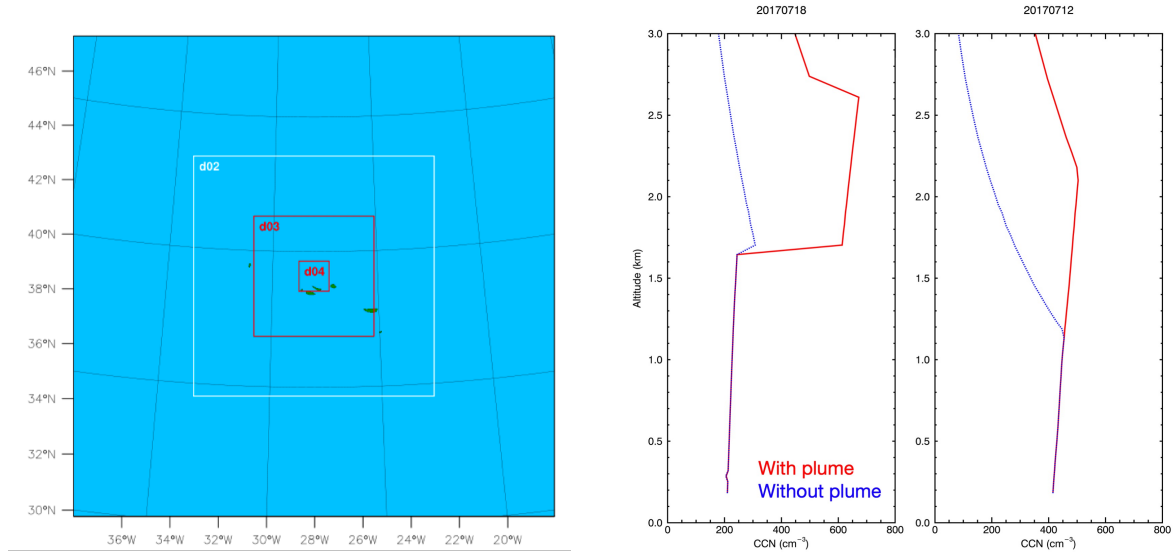 46°N
44°N
42°N
40°N
38°N
36°N
34°N
32°N
30°N
36°W 34°W 32°W 30°W 28°W 26°W 24°W 22°W 20°W
d02
d03
d04
20170718
3.0
2.5
2.0
1.5
1.0
0.5
0.0
Altitude (km)
With plume
Without plume
0 200 400 600 800
CCN (cm⁻³)
20170712
3.0
2.5
2.0
1.5
1.0
0.5
0.0
0 200 400 600 800
CCN (cm⁻³)